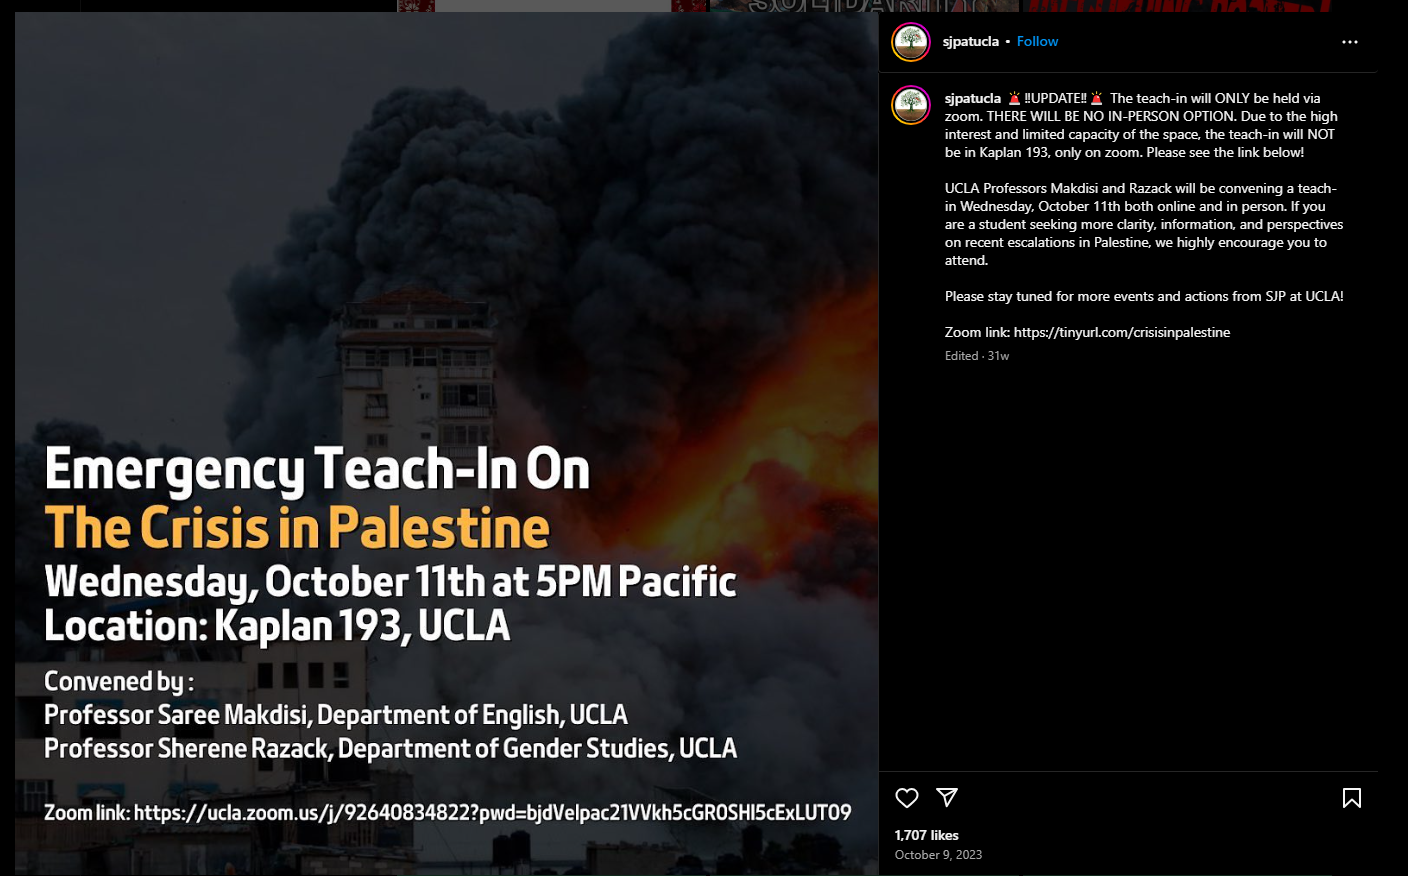 Emergency Teach-In On
The Crisis in Palestine
Wednesday, October 11th at 5PM Pacific
Location: Kaplan 193, UCLA
Convened by :
Professor Saree Makdisi, Department of English, UCLA
Professor Sherene Razack, Department of Gender Studies, UCLA
Zoom link: https://ucla.zoom.us/j/92640834822?pwd=bjdVelpac21VVkh5cGR0SHI5cExLUT09
sjpatucla • Follow
sjpatucla 🚨‼UPDATE‼🚨 The teach-in will ONLY be held via
zoom. THERE WILL BE NO IN-PERSON OPTION. Due to the high
interest and limited capacity of the space, the teach-in will NOT
be in Kaplan 193, only on zoom. Please see the link below!
UCLA Professors Makdisi and Razack will be convening a teach-
in Wednesday, October 11th both online and in person. If you
are a student seeking more clarity, information, and perspectives
on recent escalations in Palestine, we highly encourage you to
attend.
Please stay tuned for more events and actions from SJP at UCLA!
Zoom link: https://tinyurl.com/crisisinpalestine
Edited · 31w
1,707 likes
October 9, 2023